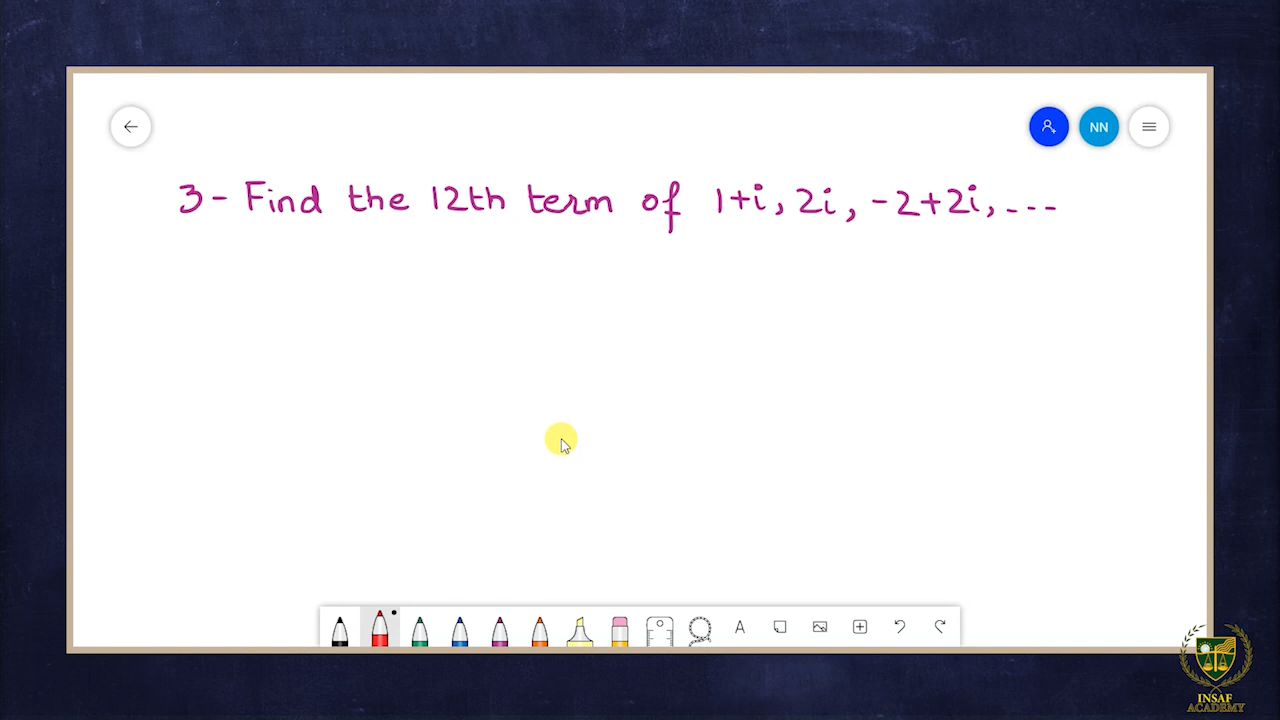 NN
3- Find the 12th term of 1+i, 2i, -2+2i, ---
A
INSAF
ACADEMY